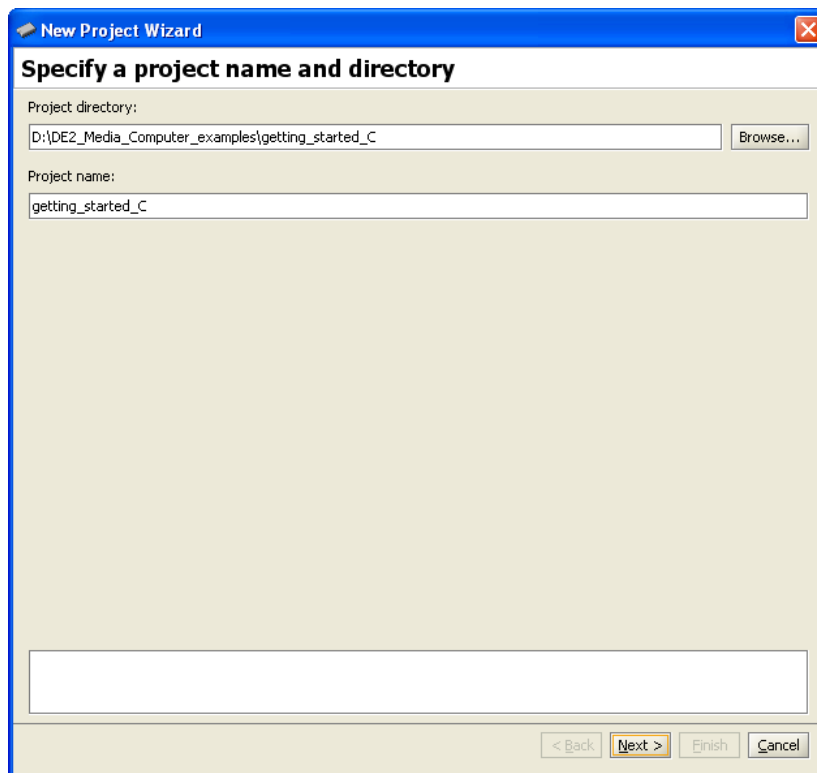 New Project Wizard
Specify a project name and directory
Project directory:
D:\DE2_Media_Computer_examples\getting_started_C
Browse...
Project name:
getting_started_C
< Back
Next >
Finish
Cancel